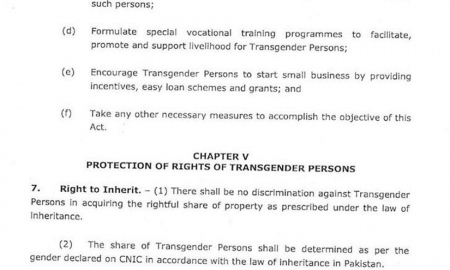 such persons;
(d) Formulate special vocational training programmes to facilitate,
promote and support livelihood for Transgender Persons;
(e) Encourage Transgender Persons to start small business by providing
incentives, easy loan schemes and grants; and
(f) Take any other necessary measures to accomplish the objective of this
Act.
CHAPTER V
PROTECTION OF RIGHTS OF TRANSGENDER PERSONS
7. Right to Inherit. – (1) There shall be no discrimination against Transgender
Persons in acquiring the rightful share of property as prescribed under the law of
inheritance.
(2) The share of Transgender Persons shall be determined as per the
gender declared on CNIC in accordance with the law of inheritance in Pakistan.